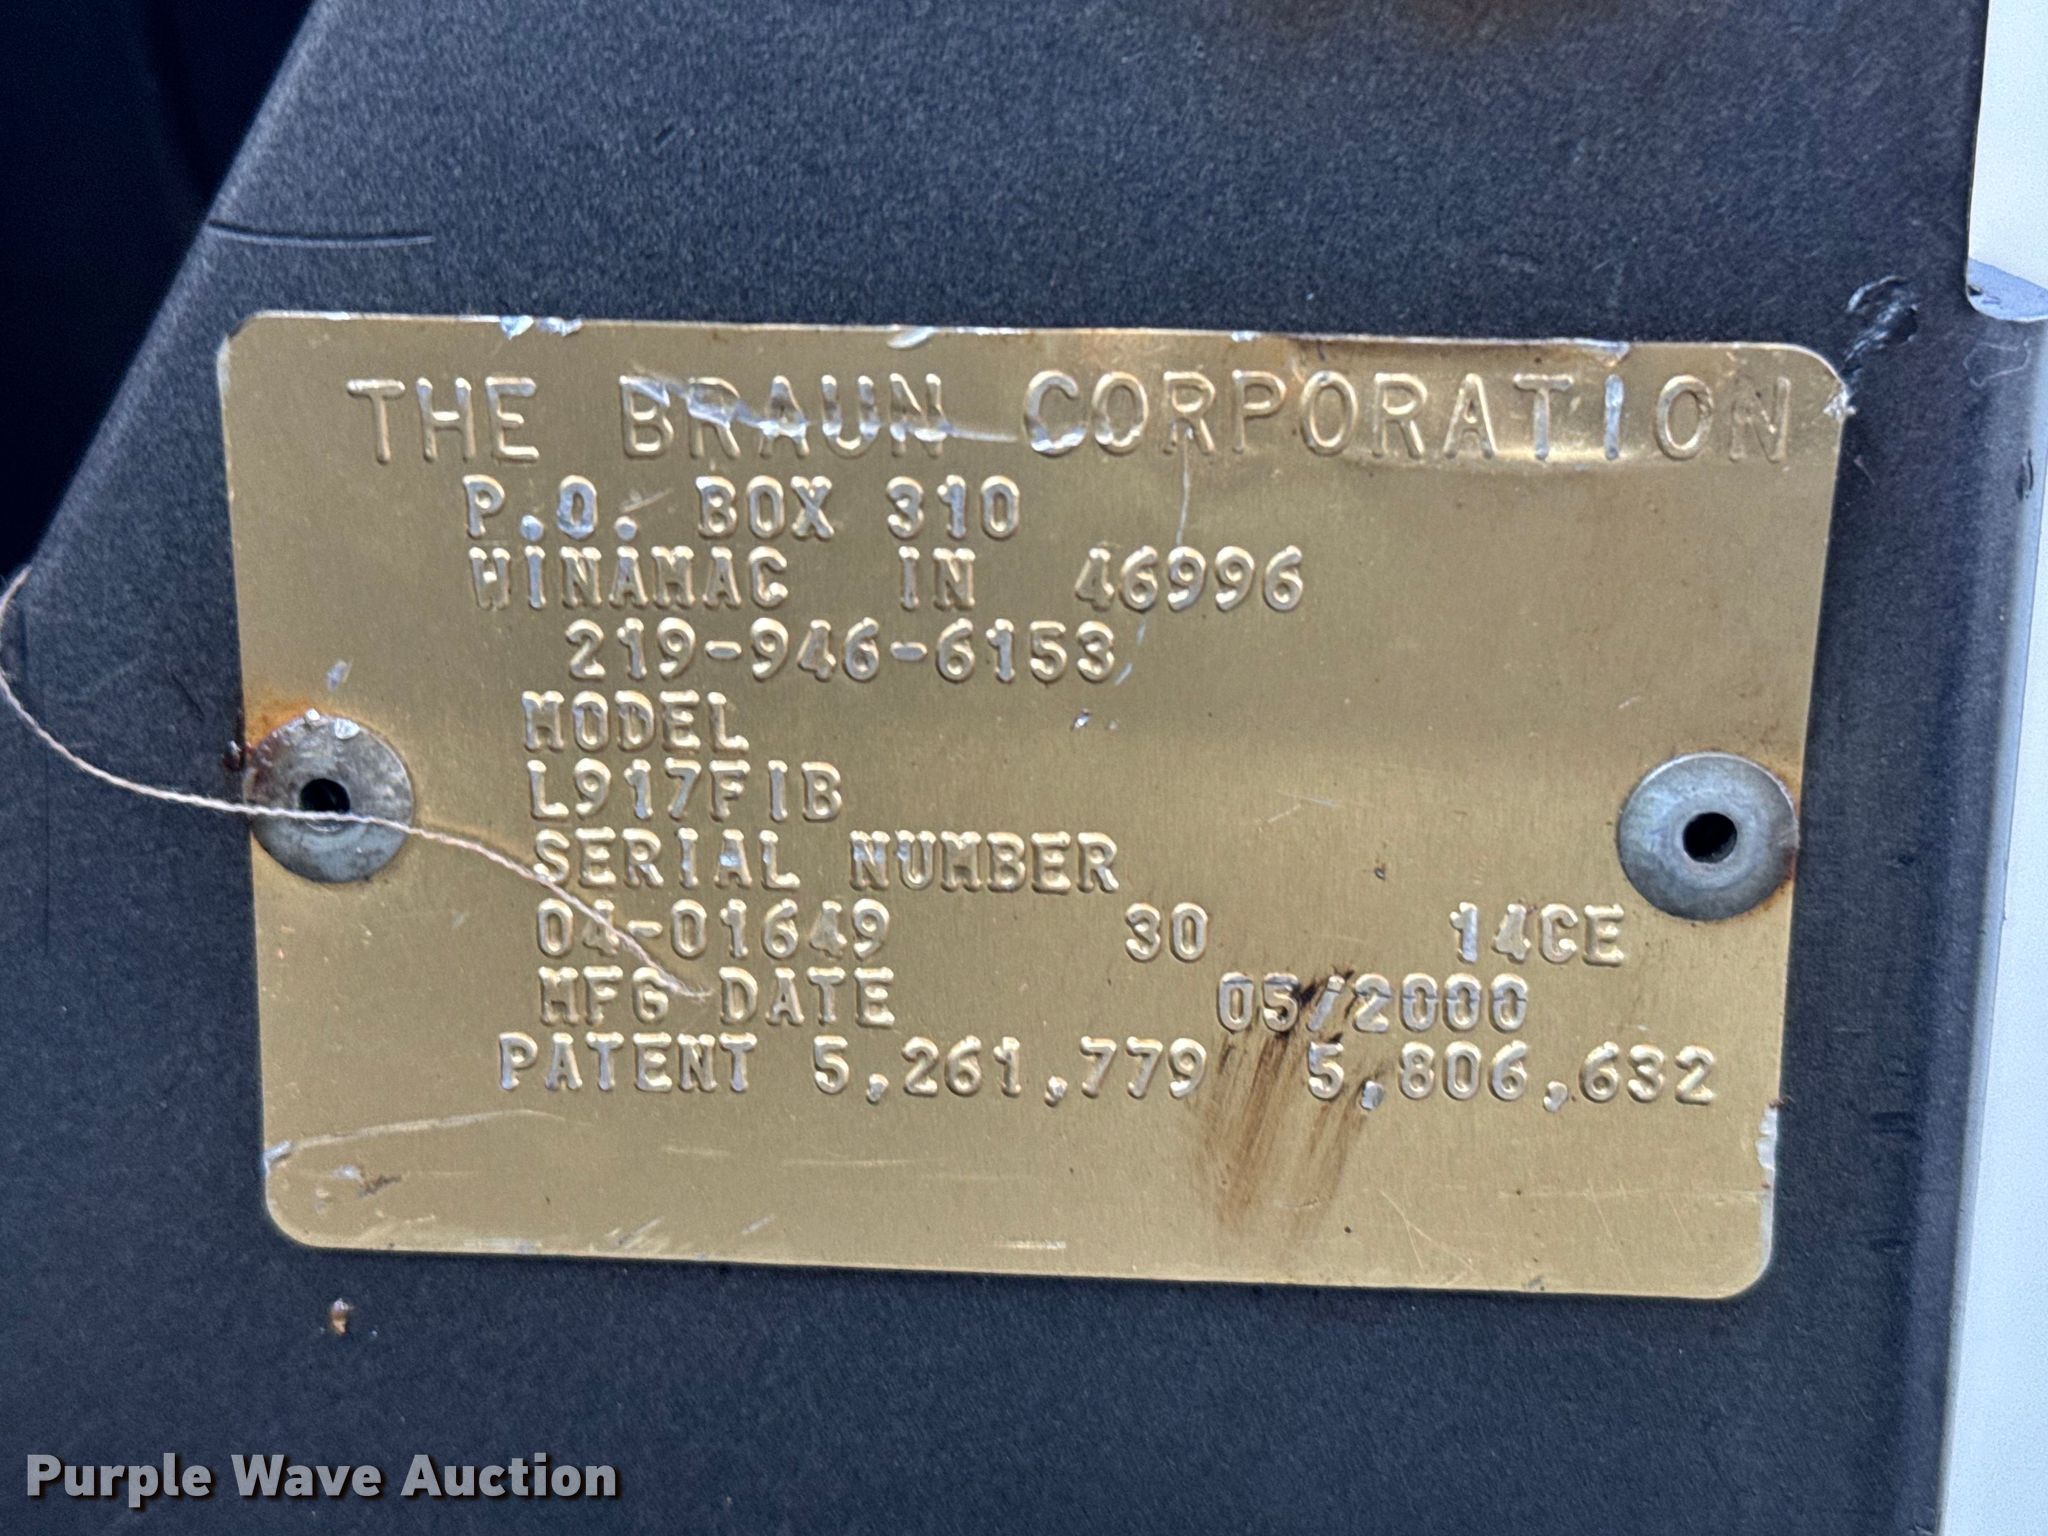 THE BRAUN CORPORATION
P.O. BOX 310
WINAMAC IN 46996
219-946-6153
MODEL
L917FIB
SERIAL NUMBER
04-01649 30 14CE
MFG DATE 05/2000
PATENT 5,261,779 5,806,632
Purple Wave Auction